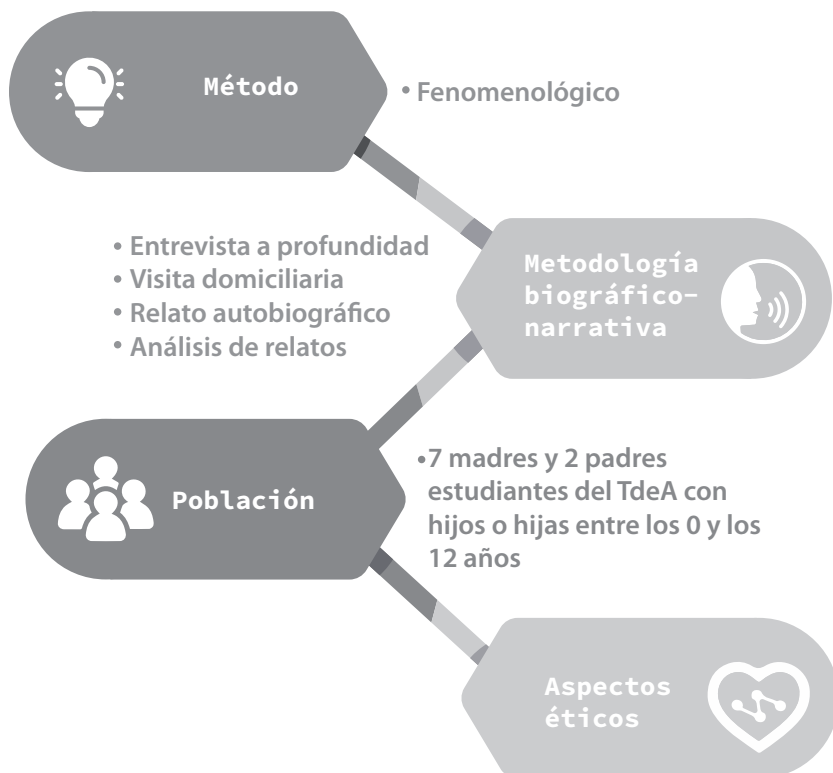 Método
• Fenomenológico
• Entrevista a profundidad
• Visita domiciliaria
• Relato autobiográfico
• Análisis de relatos
Metodología
biográfico-
narrativa
Población
•7 madres y 2 padres
estudiantes del TdeA con
hijos o hijas entre los 0 y los
12 años
Aspectos
éticos